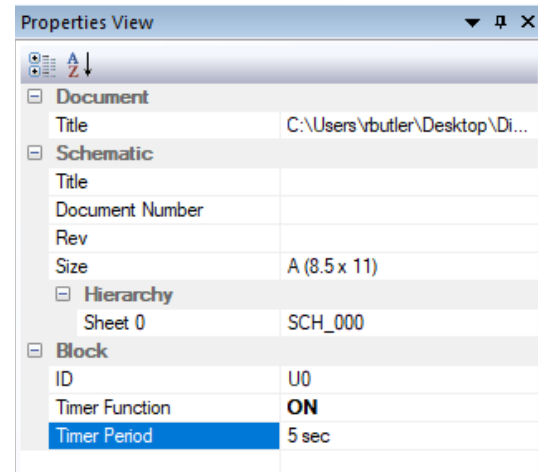 Properties View
A
Z
Document
Title C:\Users\rbutler\Desktop\Di...
Schematic
Title
Document Number
Rev
Size A (8.5 x 11)
Hierarchy
Sheet 0 SCH_000
Block
ID U0
Timer Function ON
Timer Period 5 sec